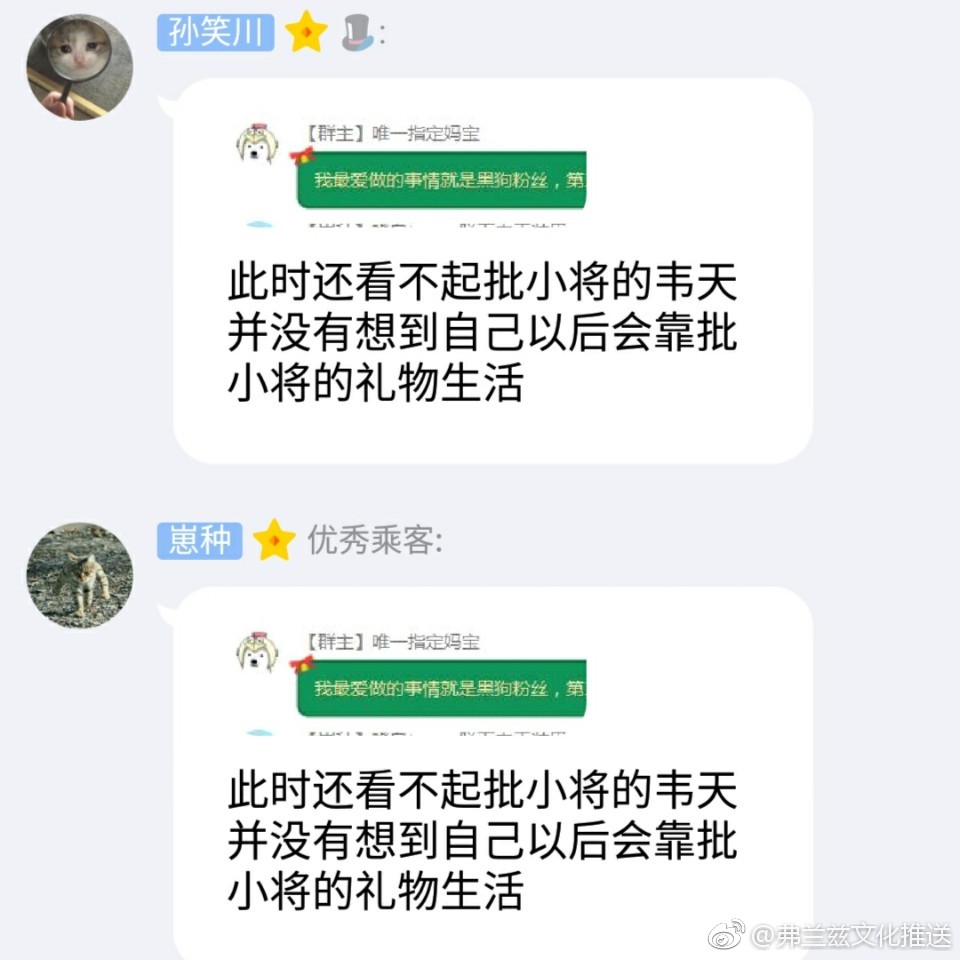 孙笑川
:
【群主】唯一指定妈宝
我最爱做的事情就是黑狗粉丝，第
此时还看不起批小将的韦天
并没有想到自己以后会靠批
小将的礼物生活
崽种
优秀乘客:
【群主】唯一指定妈宝
我最爱做的事情就是黑狗粉丝，第
此时还看不起批小将的韦天
并没有想到自己以后会靠批
小将的礼物生活
@弗兰兹文化推送